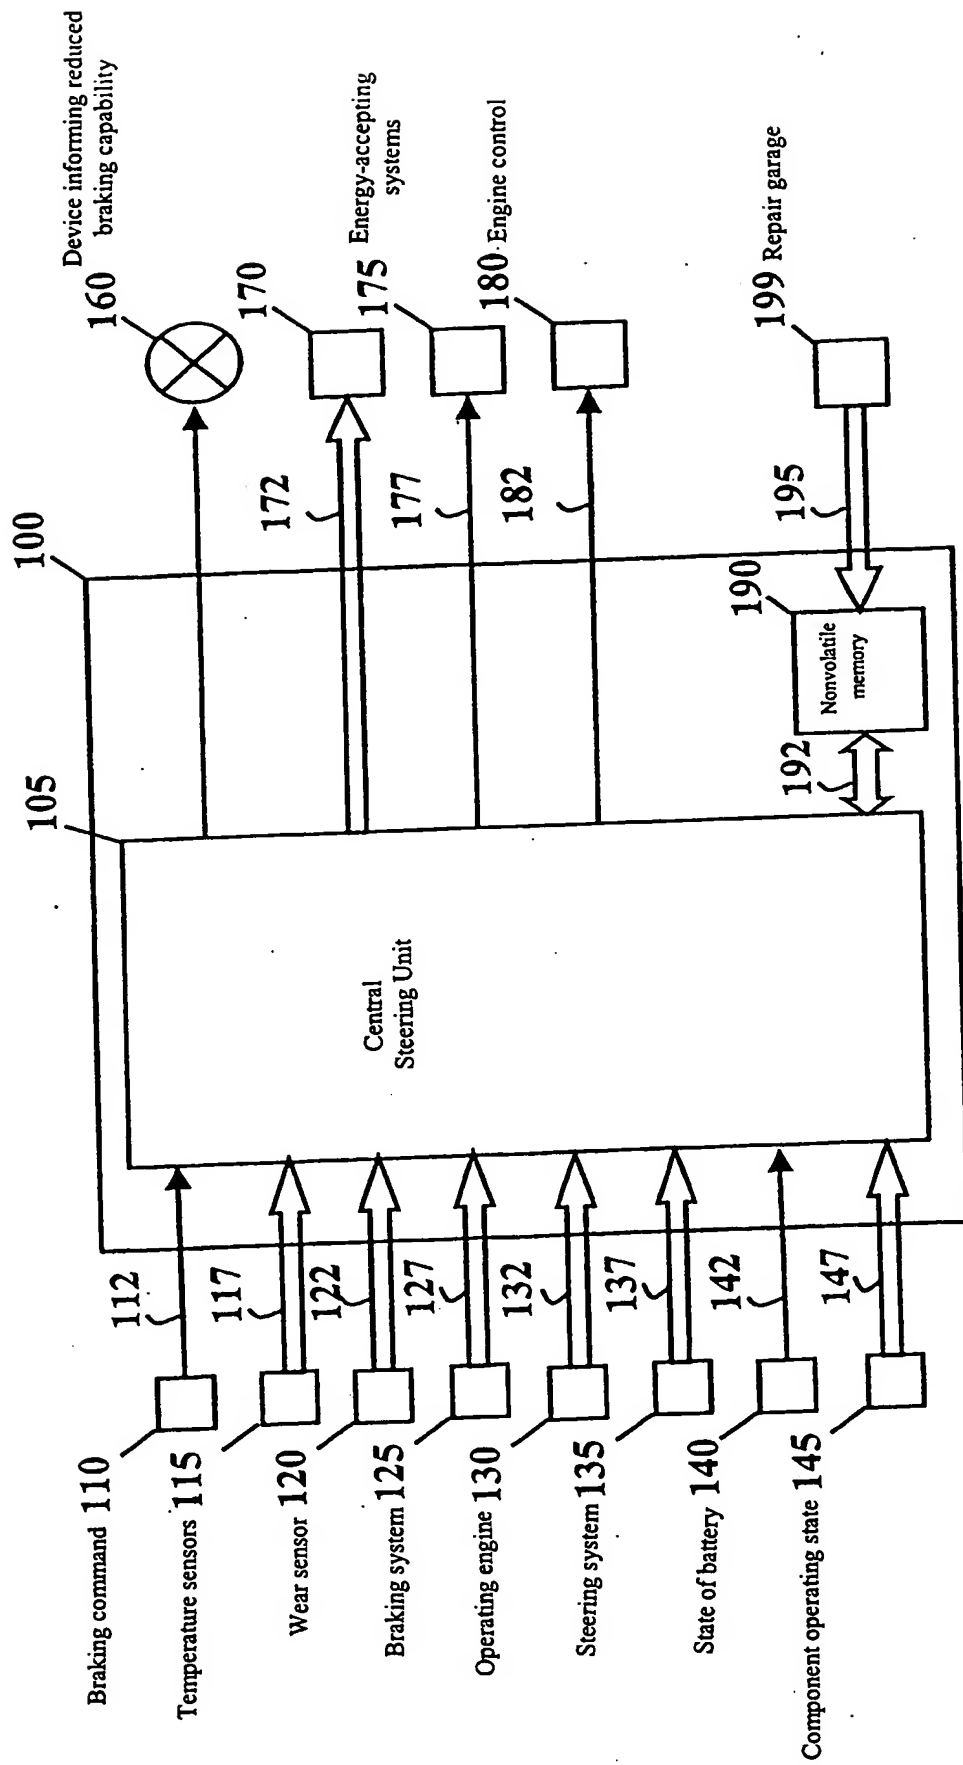 Device informing reduced
braking capability
160
170
175 Energy-accepting
systems
180 Engine control
199 Repair garage
100
172
177
182
195
105
190
Nonvolatile
memory
192
Central
Steering Unit
112
117
122
127
132
137
142
147
Braking command 110
Temperature sensors 115
Wear sensor 120
Braking system 125
Operating engine 130
Steering system 135
State of battery 140
Component operating state 145